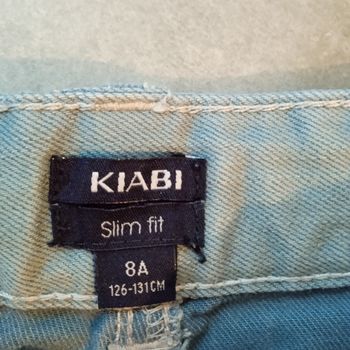 KIABI
Slim fit
8A
126-131CM